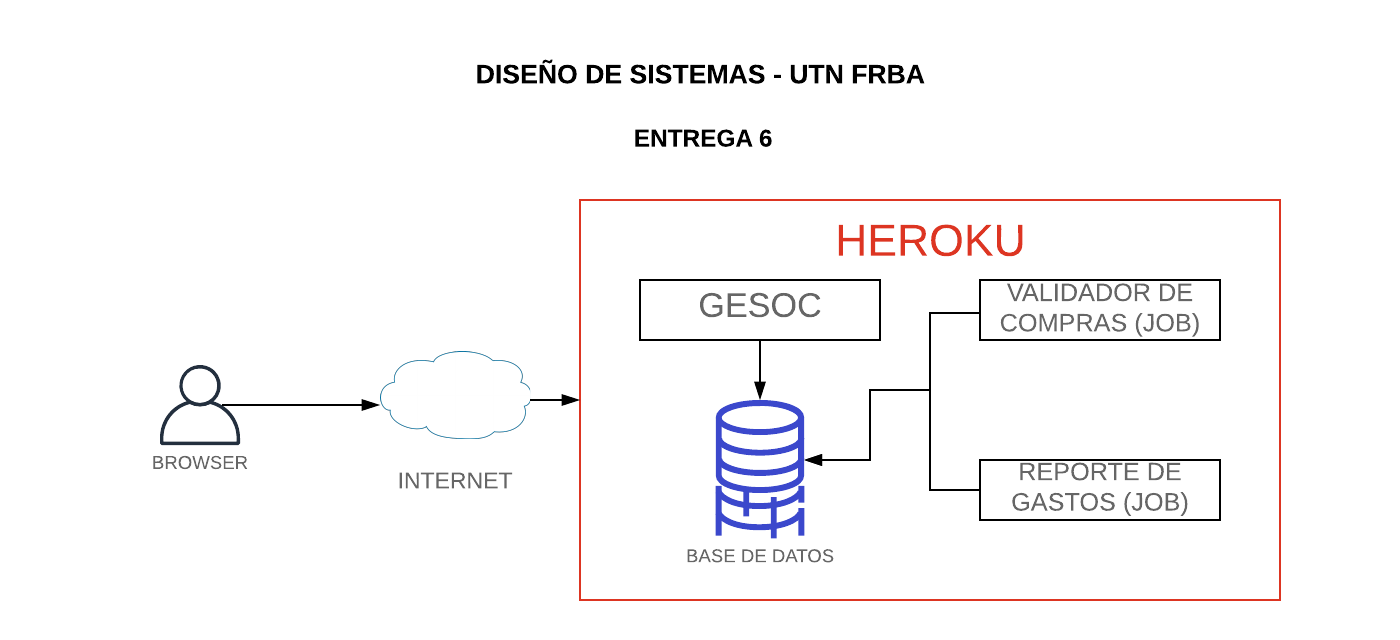 DISEÑO DE SISTEMAS - UTN FRBA
ENTREGA 6
HEROKU
GESOC
VALIDADOR DE
COMPRAS (JOB)
BROWSER
INTERNET
REPORTE DE
GASTOS (JOB)
BASE DE DATOS